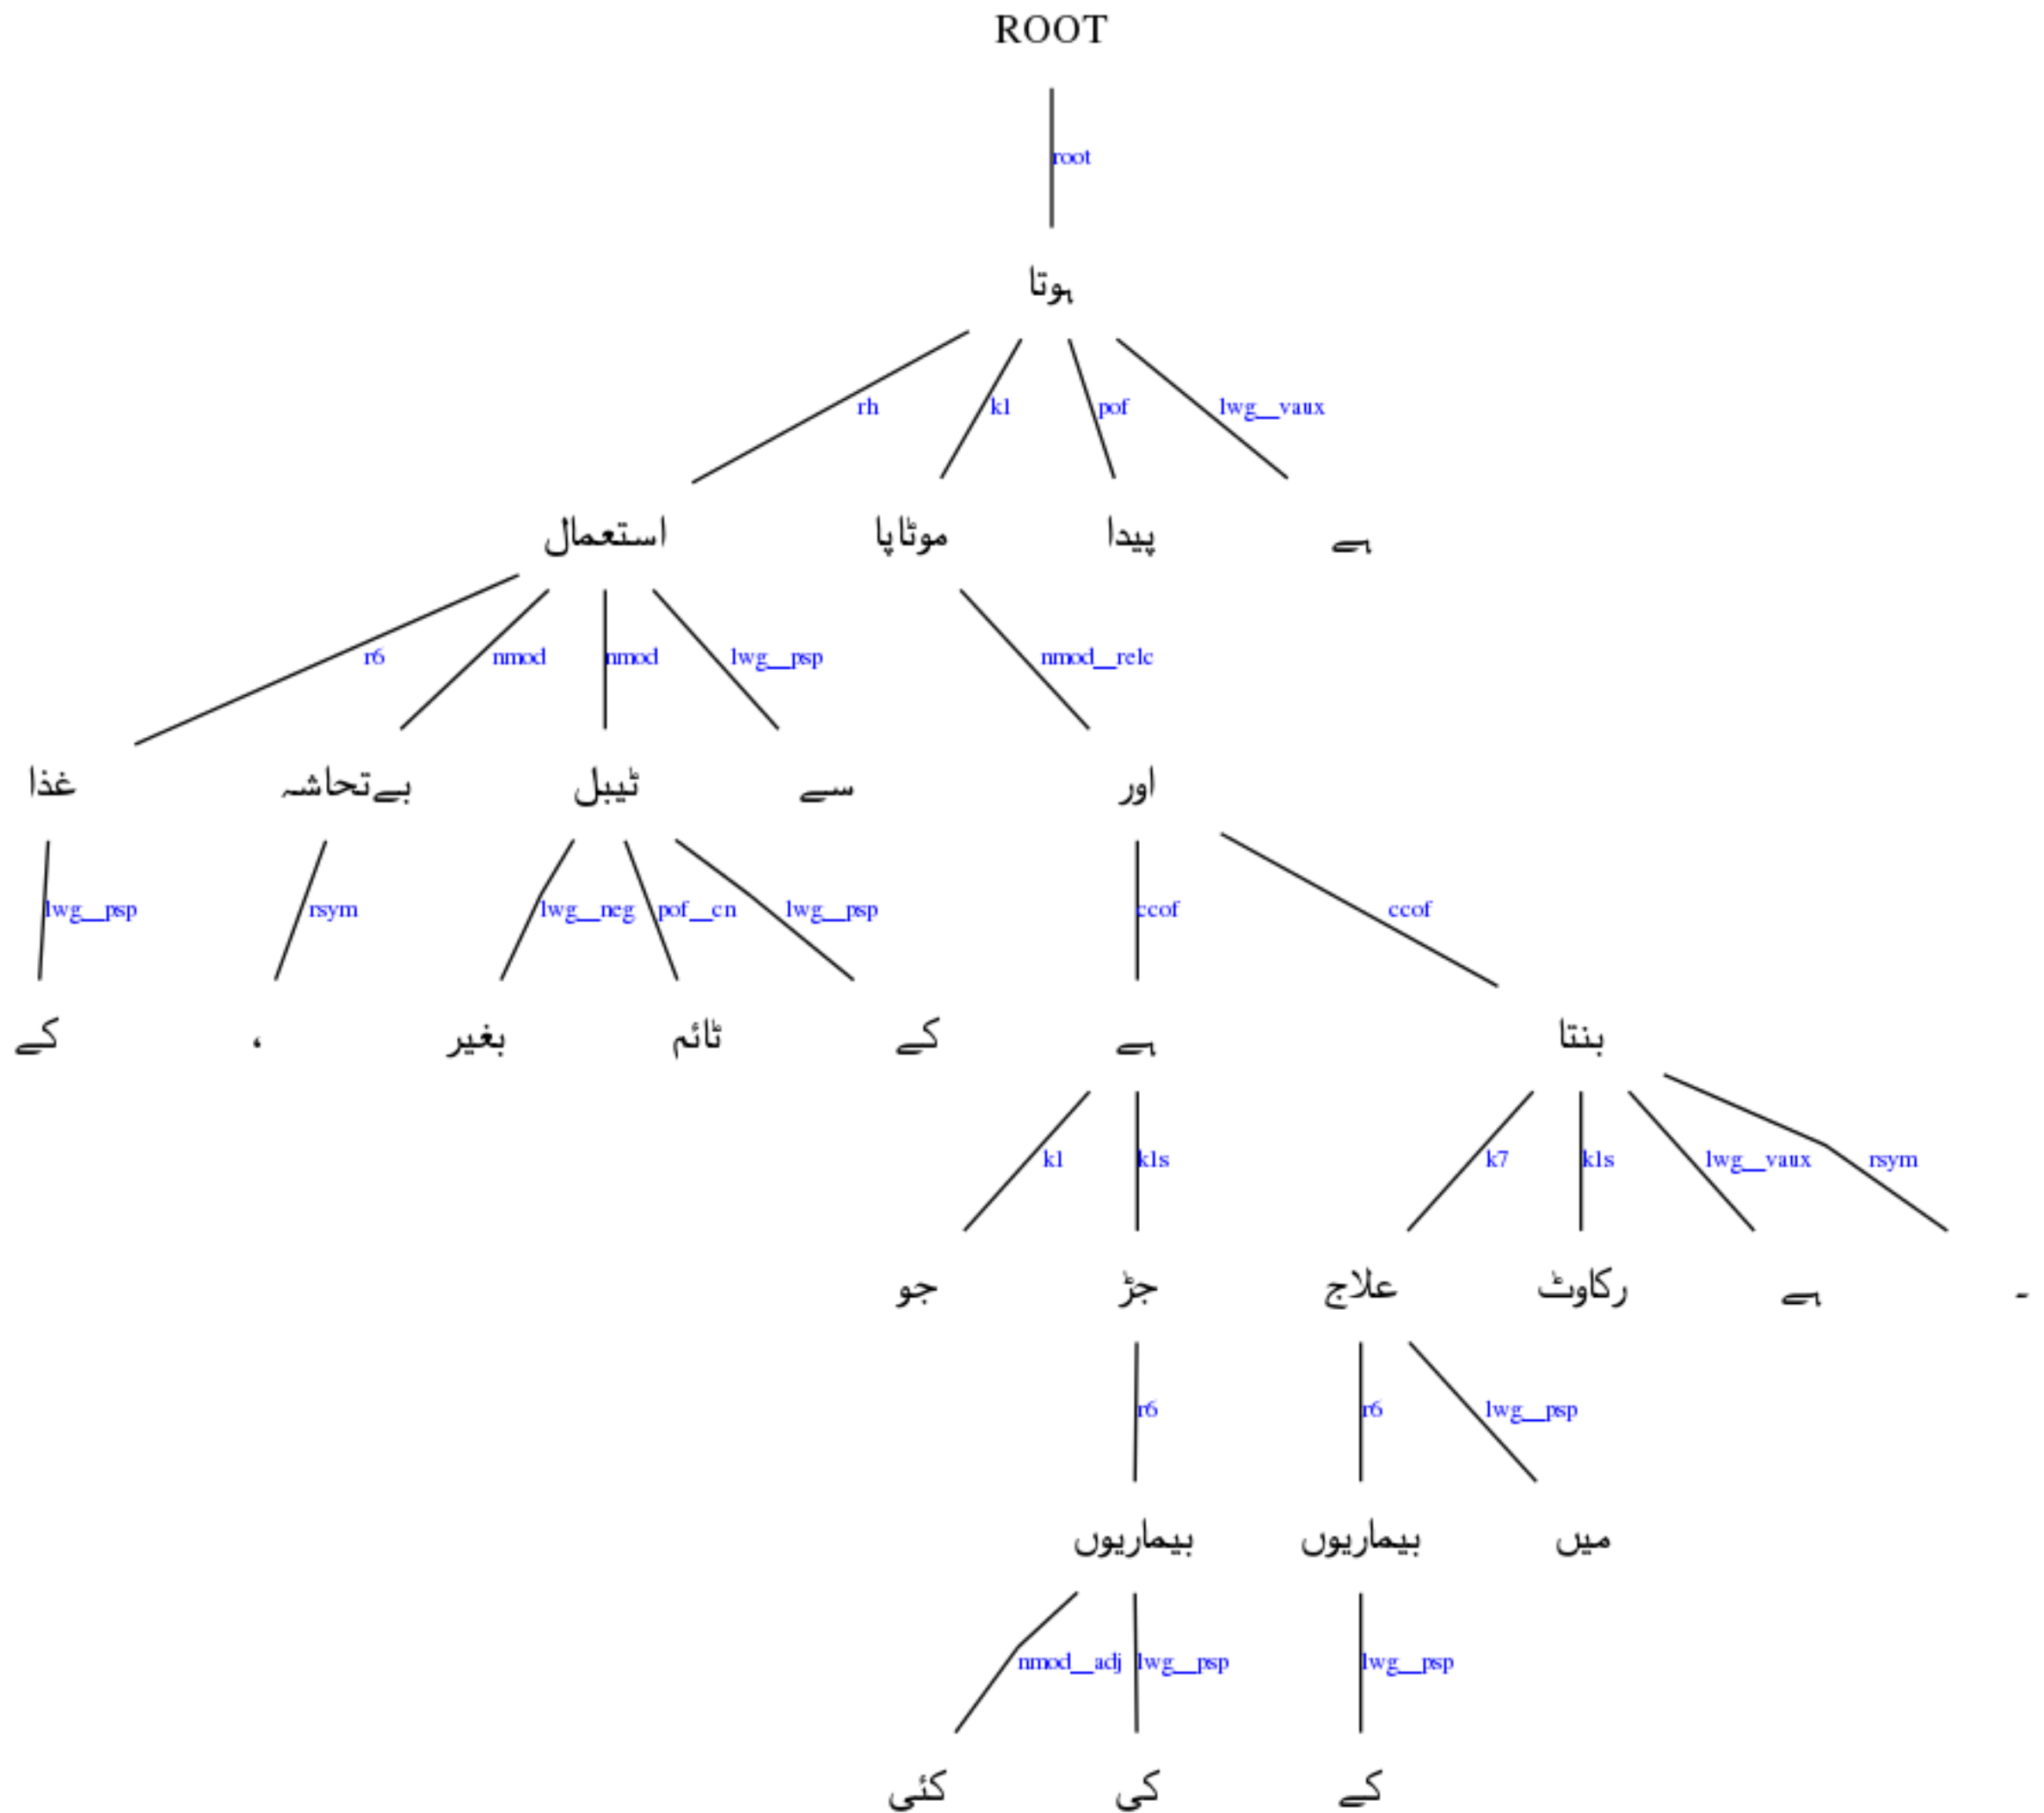 ROOT
root
ہوتا
rh k1 pof lwg__vaux
استعمال موٹاپا پیدا ہے
r6 nmod nmod lwg__psp nmod__relc
غذا بےتحاشہ ٹیبل سے اور
lwg__psp rsym lwg__neg pof__cn lwg__psp ccof ccof
کے ، بغیر ٹائم کے ہے بنتا
k1 k1s k7 k1s lwg__vaux rsym
جو جڑ علاج رکاوٹ ہے ۔
r6 r6 lwg__psp
بیماریوں بیماریوں میں
nmod__adj lwg__psp lwg__psp
کئی کی کے